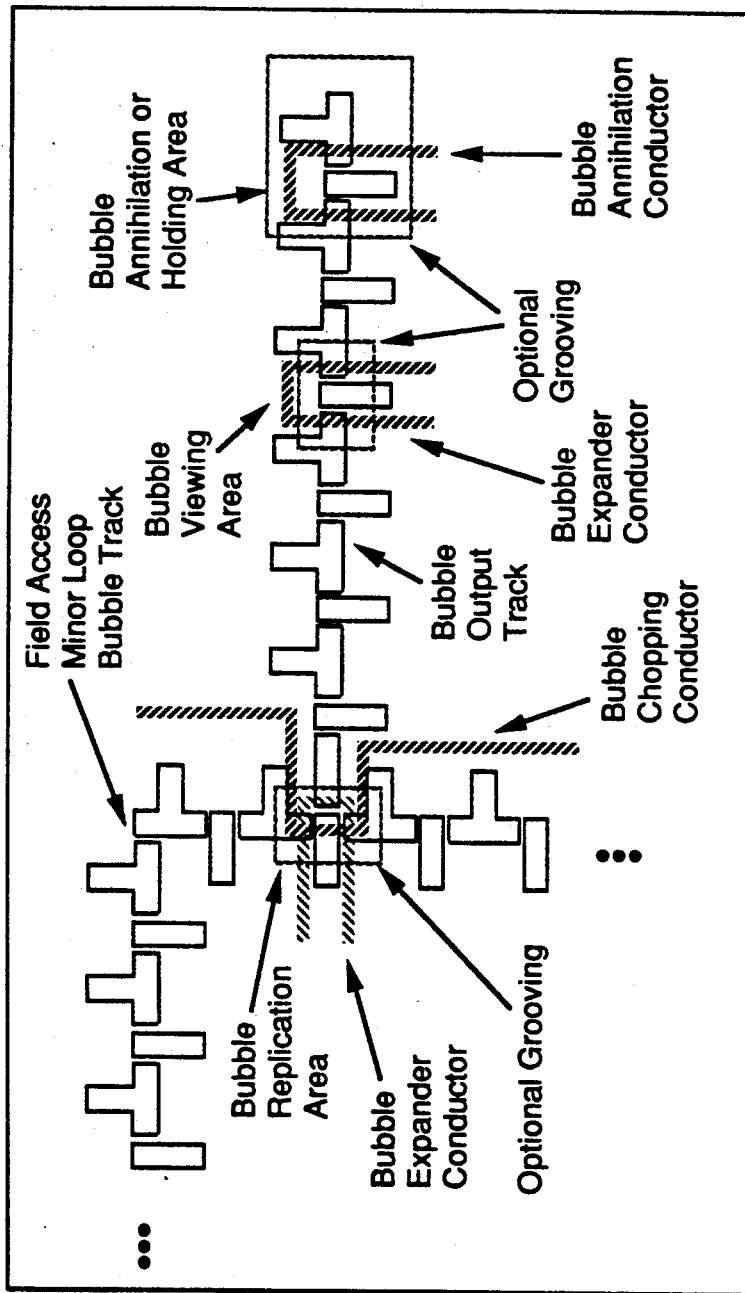 Field Access
Minor Loop
Bubble Track
Bubble
Annihilation or
Holding Area
Bubble
Viewing
Area
Bubble
Replication
Area
Bubble
Expander
Conductor
Optional Grooving
Bubble
Output
Track
Bubble
Chopping
Conductor
Bubble
Expander
Conductor
Optional
Grooving
Bubble
Annihilation
Conductor